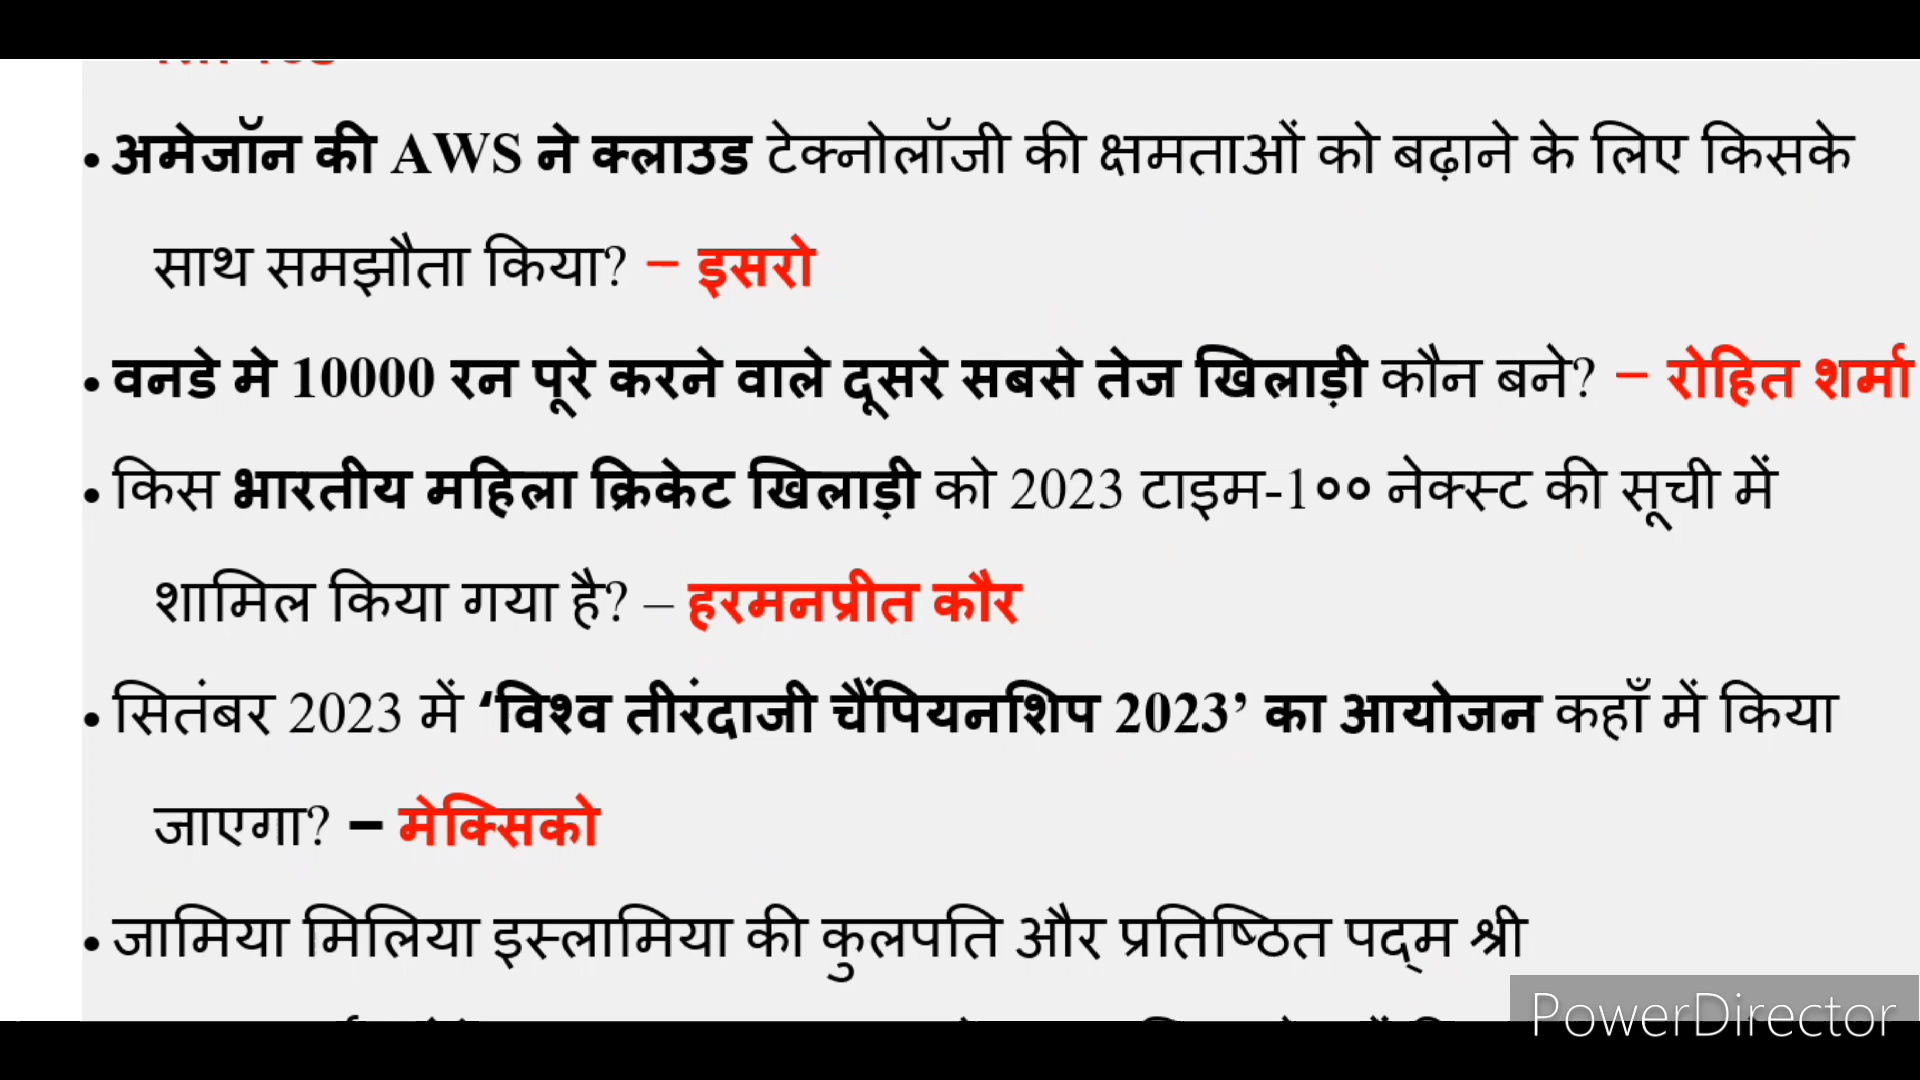 • अमेजॉन की AWS ने क्लाउड टेक्नोलॉजी की क्षमताओं को बढ़ाने के लिए किसके
साथ समझौता किया? – इसरो
• वनडे मे 10000 रन पूरे करने वाले दूसरे सबसे तेज खिलाड़ी कौन बने? – रोहित शर्मा
• किस भारतीय महिला क्रिकेट खिलाड़ी को 2023 टाइम-1०० नेक्स्ट की सूची में
शामिल किया गया है? – हरमनप्रीत कौर
• सितंबर 2023 में ‘विश्व तीरंदाजी चैंपियनशिप 2023’ का आयोजन कहाँ में किया
जाएगा? – मेक्सिको
• जामिया मिलिया इस्लामिया की कुलपति और प्रतिष्ठित पद्म श्री
PowerDirector